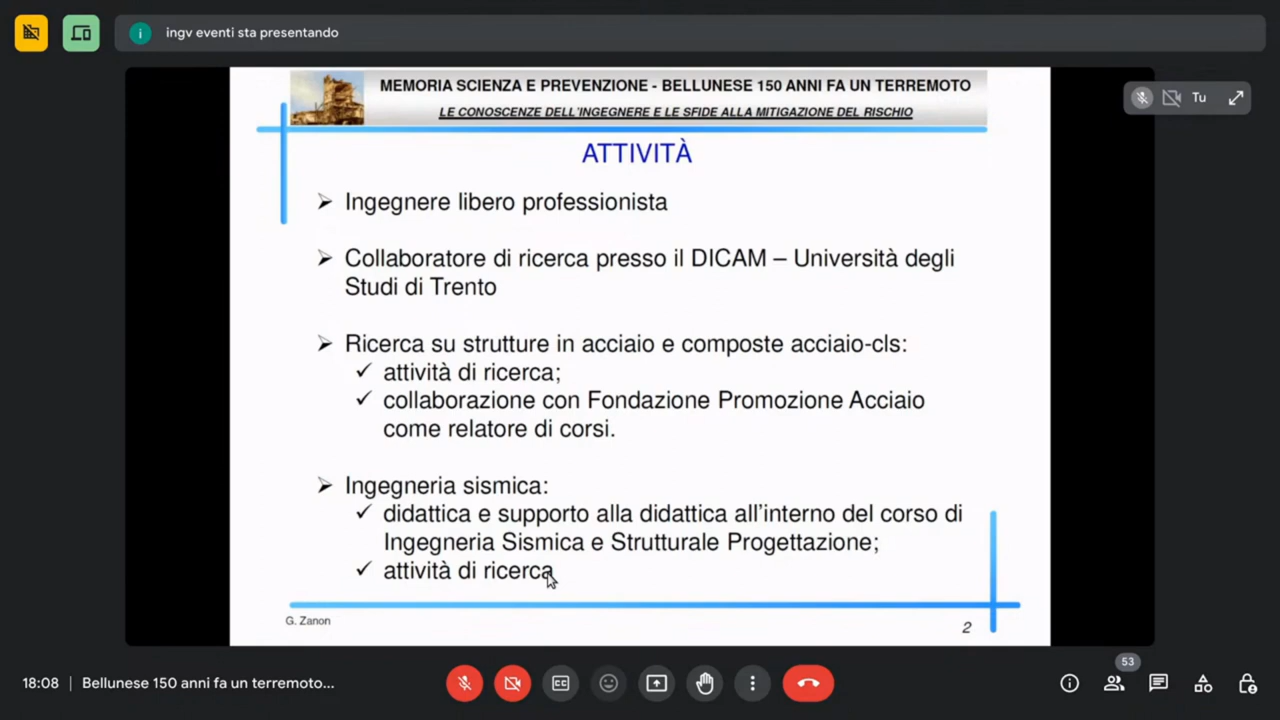 ingv eventi sta presentando
MEMORIA SCIENZA E PREVENZIONE - BELLUNESE 150 ANNI FA UN TERREMOTO
LE CONOSCENZE DELL'INGEGNERE E LE SFIDE ALLA MITIGAZIONE DEL RISCHIO
Tu
ATTIVITÀ
Ingegnere libero professionista
Collaboratore di ricerca presso il DICAM – Università degli
Studi di Trento
Ricerca su strutture in acciaio e composte acciaio-cls:
attività di ricerca;
collaborazione con Fondazione Promozione Acciaio
come relatore di corsi.
Ingegneria sismica:
didattica e supporto alla didattica all'interno del corso di
Ingegneria Sismica e Strutturale Progettazione;
attività di ricerca
G. Zanon
2
18:08 | Bellunese 150 anni fa un terremoto...
53